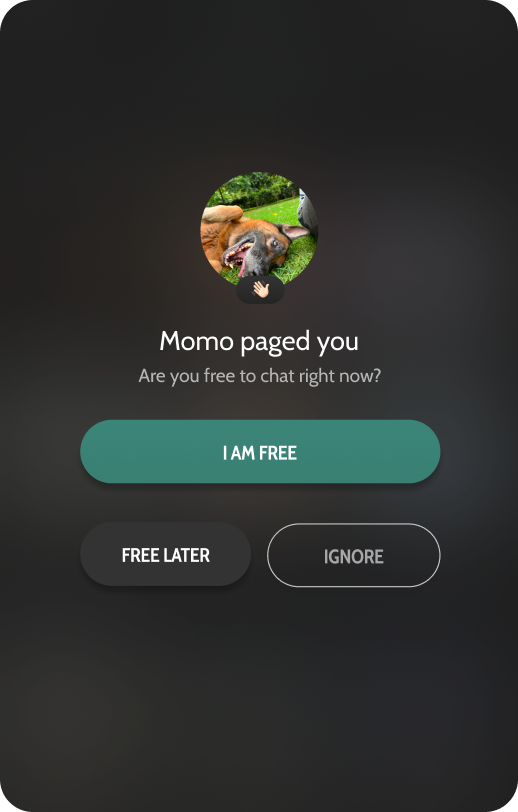 Momo paged you
Are you free to chat right now?
I AM FREE
FREE LATER
IGNORE